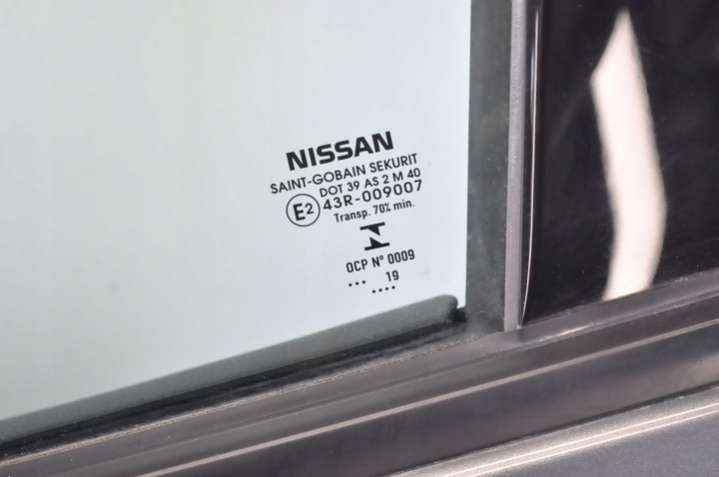 NISSAN
SAINT-GOBAIN SEKURIT
DOT 39 AS 2 M 40
E2 43R-009007
Transp. 70% min.
OCP Nº 0009
... 19
....